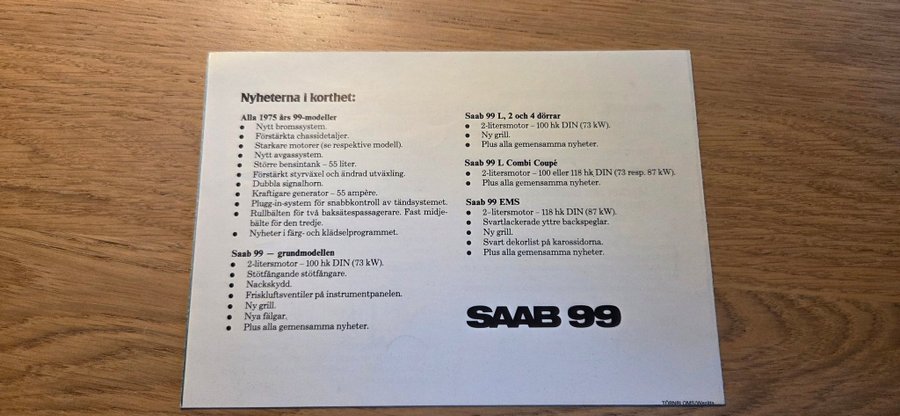 Nyheterna i korthet:
Alla 1975 års 99-modeller
• Nytt bromssystem.
• Förstärkta chassidetaljer.
• Starkare motorer (se respektive modell).
• Nytt avgassystem.
• Större bensintank – 55 liter.
• Förstärkt styrväxel och ändrad utväxling.
• Dubbla signalhorn.
• Kraftigare generator – 55 ampère.
• Plugg-in-system för snabbkontroll av tändsystemet.
• Rullbälten för två baksätespassagerare. Fast midje-
bälte för den tredje.
• Nyheter i färg- och klädselprogrammet.
Saab 99 — grundmodellen
• 2-litersmotor – 100 hk DIN (73 kW).
• Stötfångande stötfångare.
• Nackskydd.
• Friskluftsventiler på instrumentpanelen.
• Ny grill.
• Nya fälgar.
• Plus alla gemensamma nyheter.
Saab 99 L, 2 och 4 dörrar
• 2-litersmotor – 100 hk DIN (73 kW).
• Ny grill.
• Plus alla gemensamma nyheter.
Saab 99 L Combi Coupé
• 2-litersmotor – 100 eller 118 hk DIN (73 resp. 87 kW).
• Plus alla gemensamma nyheter.
Saab 99 EMS
• 2-litersmotor – 118 hk DIN (87 kW).
• Svartlackerade yttre backspeglar.
• Ny grill.
• Svart dekorlist på karossidorna.
• Plus alla gemensamma nyheter.
SAAB 99